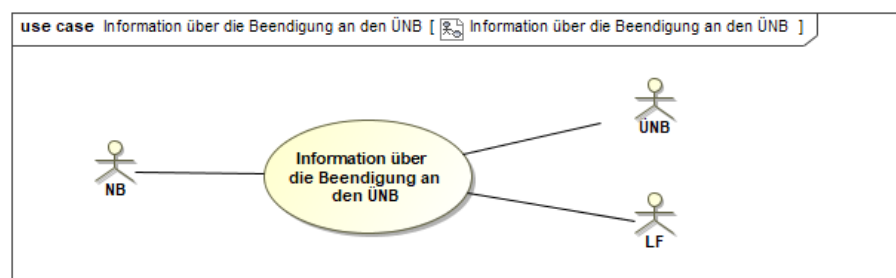 use case Information über die Beendigung an den ÜNB [ Information über die Beendigung an den ÜNB ]
ÜNB
Information über
die Beendigung an
den ÜNB
NB
LF